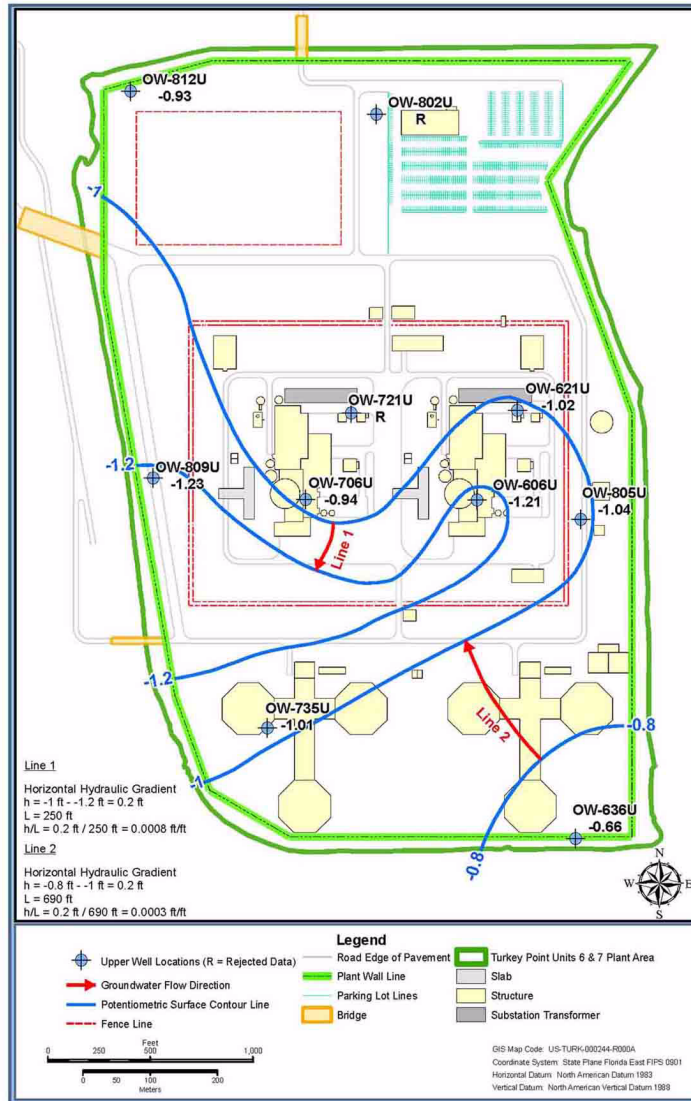 OW-812U
-0.93
OW-802U
R
-1
OW-721U
R
OW-621U
-1.02
-1.2
OW-809U
-1.23
OW-706U
-0.94
OW-606U
-1.21
OW-805U
-1.04
Line 1
-1.2
OW-735U
-1.01
Line 2
-0.8
-1
OW-636U
-0.66
-0.8
Line 1
Horizontal Hydraulic Gradient
h = -1 ft - -1.2 ft = 0.2 ft
L = 250 ft
h/L = 0.2 ft / 250 ft = 0.0008 ft/ft
Line 2
Horizontal Hydraulic Gradient
h = -0.8 ft - -1 ft = 0.2 ft
L = 690 ft
h/L = 0.2 ft / 690 ft = 0.0003 ft/ft
N
W E
S
Legend
Upper Well Locations (R = Rejected Data)
Groundwater Flow Direction
Potentiometric Surface Contour Line
Fence Line
Road Edge of Pavement
Plant Wall Line
Parking Lot Lines
Bridge
Turkey Point Units 6 & 7 Plant Area
Slab
Structure
Substation Transformer
Feet
0 250 500 1,000
0 50 100 200
Meters
GIS Map Code: US-TURK-000244-R000A
Coordinate System: State Plane Florida East FIPS 0901
Horizontal Datum: North American Datum 1983
Vertical Datum: North American Vertical Datum 1988